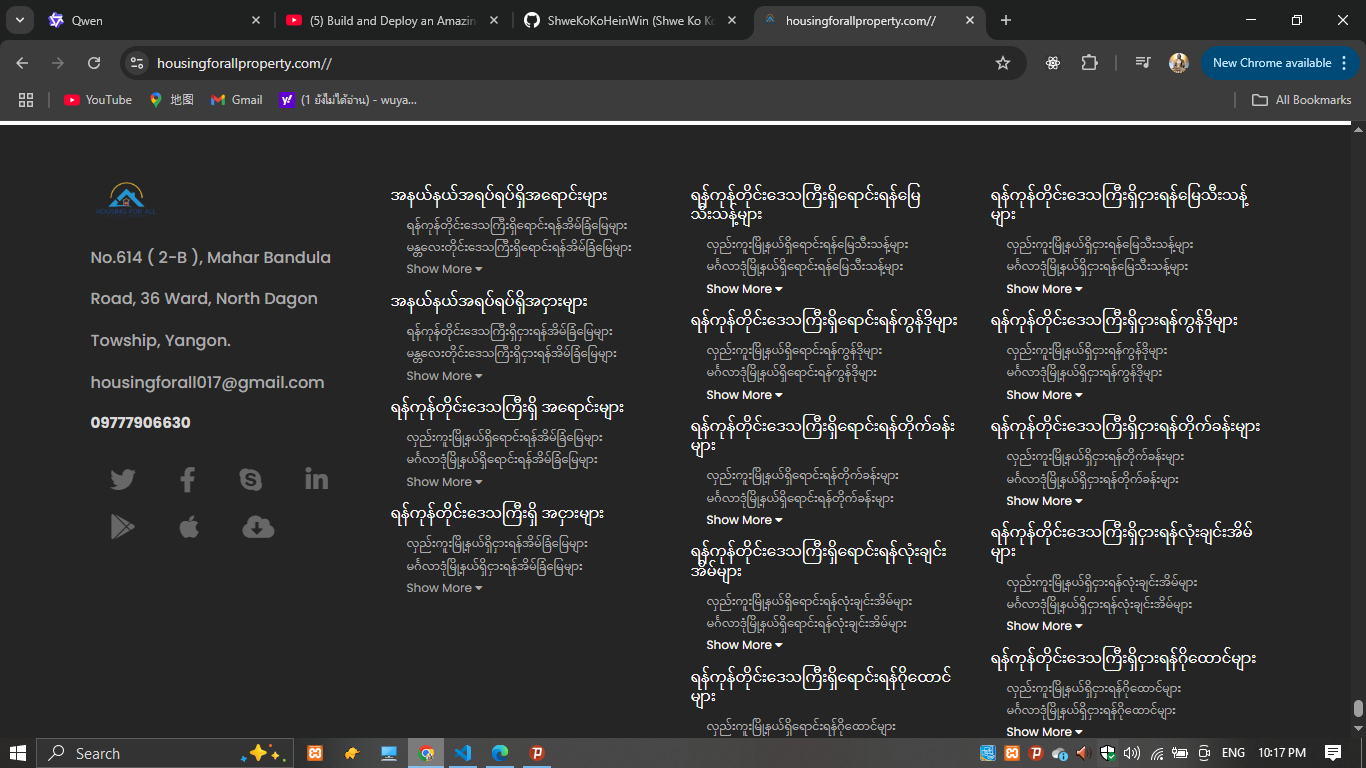 Qwen
(5) Build and Deploy an Amazin
ShweKoKoHeinWin (Shwe Ko Ko
housingforallproperty.com//
housingforallproperty.com//
New Chrome available
YouTube
地图
Gmail
(1 ยังไม่ได้อ่าน) - wuya...
All Bookmarks
HOUSING FOR ALL
No.614 ( 2-B ), Mahar Bandula
Road, 36 Ward, North Dagon
Towship, Yangon.
housingforall017@gmail.com
09777906630
အနယ်နယ်အရပ်ရပ်ရှိအရောင်းများ
ရန်ကုန်တိုင်းဒေသကြီးရှိရောင်းရန်အိမ်ခြံမြေများ
မန္တလေးတိုင်းဒေသကြီးရှိရောင်းရန်အိမ်ခြံမြေများ
Show More
အနယ်နယ်အရပ်ရပ်ရှိအငှားများ
ရန်ကုန်တိုင်းဒေသကြီးရှိငှားရန်အိမ်ခြံမြေများ
မန္တလေးတိုင်းဒေသကြီးရှိငှားရန်အိမ်ခြံမြေများ
Show More
ရန်ကုန်တိုင်းဒေသကြီးရှိ အရောင်းများ
လှည်းကူးမြို့နယ်ရှိရောင်းရန်အိမ်ခြံမြေများ
မင်္ဂလာဒုံမြို့နယ်ရှိရောင်းရန်အိမ်ခြံမြေများ
Show More
ရန်ကုန်တိုင်းဒေသကြီးရှိ အငှားများ
လှည်းကူးမြို့နယ်ရှိငှားရန်အိမ်ခြံမြေများ
မင်္ဂလာဒုံမြို့နယ်ရှိငှားရန်အိမ်ခြံမြေများ
Show More
ရန်ကုန်တိုင်းဒေသကြီးရှိရောင်းရန်မြေ
သီးသန့်များ
လှည်းကူးမြို့နယ်ရှိရောင်းရန်မြေသီးသန့်များ
မင်္ဂလာဒုံမြို့နယ်ရှိရောင်းရန်မြေသီးသန့်များ
Show More
ရန်ကုန်တိုင်းဒေသကြီးရှိရောင်းရန်ကွန်ဒိုများ
လှည်းကူးမြို့နယ်ရှိရောင်းရန်ကွန်ဒိုများ
မင်္ဂလာဒုံမြို့နယ်ရှိရောင်းရန်ကွန်ဒိုများ
Show More
ရန်ကုန်တိုင်းဒေသကြီးရှိရောင်းရန်တိုက်ခန်း
များ
လှည်းကူးမြို့နယ်ရှိရောင်းရန်တိုက်ခန်းများ
မင်္ဂလာဒုံမြို့နယ်ရှိရောင်းရန်တိုက်ခန်းများ
Show More
ရန်ကုန်တိုင်းဒေသကြီးရှိရောင်းရန်လုံးချင်း
အိမ်များ
လှည်းကူးမြို့နယ်ရှိရောင်းရန်လုံးချင်းအိမ်များ
မင်္ဂလာဒုံမြို့နယ်ရှိရောင်းရန်လုံးချင်းအိမ်များ
Show More
ရန်ကုန်တိုင်းဒေသကြီးရှိရောင်းရန်ဂိုထောင်
များ
လှည်းကူးမြို့နယ်ရှိရောင်းရန်ဂိုထောင်များ
ရန်ကုန်တိုင်းဒေသကြီးရှိငှားရန်မြေသီးသန့်
များ
လှည်းကူးမြို့နယ်ရှိငှားရန်မြေသီးသန့်များ
မင်္ဂလာဒုံမြို့နယ်ရှိငှားရန်မြေသီးသန့်များ
Show More
ရန်ကုန်တိုင်းဒေသကြီးရှိငှားရန်ကွန်ဒိုများ
လှည်းကူးမြို့နယ်ရှိငှားရန်ကွန်ဒိုများ
မင်္ဂလာဒုံမြို့နယ်ရှိငှားရန်ကွန်ဒိုများ
Show More
ရန်ကုန်တိုင်းဒေသကြီးရှိငှားရန်တိုက်ခန်းများ
လှည်းကူးမြို့နယ်ရှိငှားရန်တိုက်ခန်းများ
မင်္ဂလာဒုံမြို့နယ်ရှိငှားရန်တိုက်ခန်းများ
Show More
ရန်ကုန်တိုင်းဒေသကြီးရှိငှားရန်လုံးချင်းအိမ်
များ
လှည်းကူးမြို့နယ်ရှိငှားရန်လုံးချင်းအိမ်များ
မင်္ဂလာဒုံမြို့နယ်ရှိငှားရန်လုံးချင်းအိမ်များ
Show More
ရန်ကုန်တိုင်းဒေသကြီးရှိငှားရန်ဂိုထောင်များ
လှည်းကူးမြို့နယ်ရှိငှားရန်ဂိုထောင်များ
မင်္ဂလာဒုံမြို့နယ်ရှိငှားရန်ဂိုထောင်များ
Show More
Search
ENG
10:17 PM